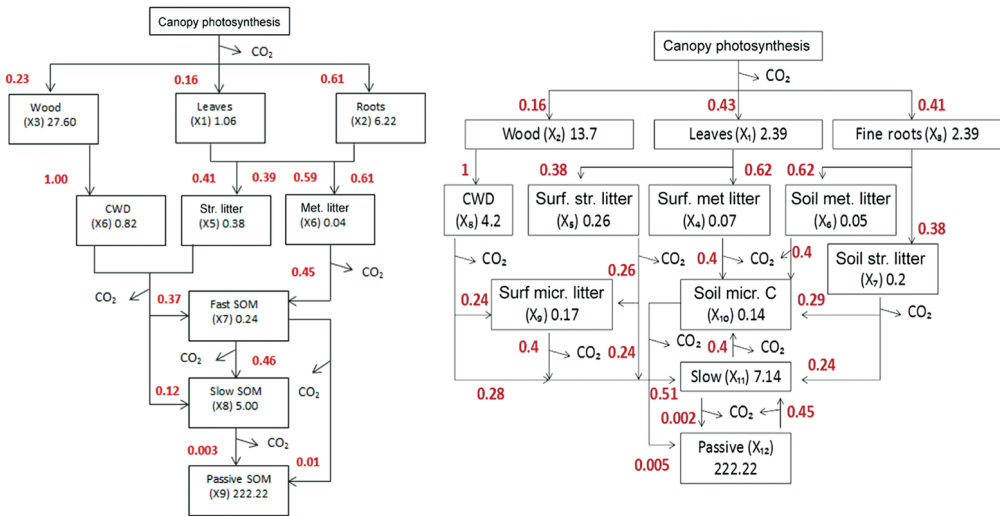 Canopy photosynthesis
CO₂
0.23
0.16
0.61
Wood
(X3) 27.60
Leaves
(X1) 1.06
Roots
(X2) 6.22
1.00
0.41
0.39
0.59
0.61
CWD
(X6) 0.82
Str. litter
(X5) 0.38
Met. litter
(X6) 0.04
CO₂
0.37
0.45
CO₂
Fast SOM
(X7) 0.24
CO₂
0.46
CO₂
0.12
Slow SOM
(X8) 5.00
0.003
CO₂
0.01
Passive SOM
(X9) 222.22
Canopy photosynthesis
CO₂
0.16
0.43
0.41
Wood (X₂) 13.7
Leaves (X₁) 2.39
Fine roots (X₃) 2.39
1
0.38
0.62
0.62
CWD
(X₈) 4.2
Surf. str. litter
(X₅) 0.26
Surf. met litter
(X₄) 0.07
Soil met. litter
(X₆) 0.05
0.38
Soil str. litter
(X₇) 0.2
CO₂
0.26
CO₂
0.4
CO₂
0.4
0.24
Surf micr. litter
(X₉) 0.17
Soil micr. C
(X₁₀) 0.14
0.29
CO₂
0.4
CO₂
0.24
CO₂
0.4
CO₂
0.24
0.28
Slow (X₁₁) 7.14
0.51
0.002
CO₂
0.45
Passive (X₁₂)
222.22
0.005